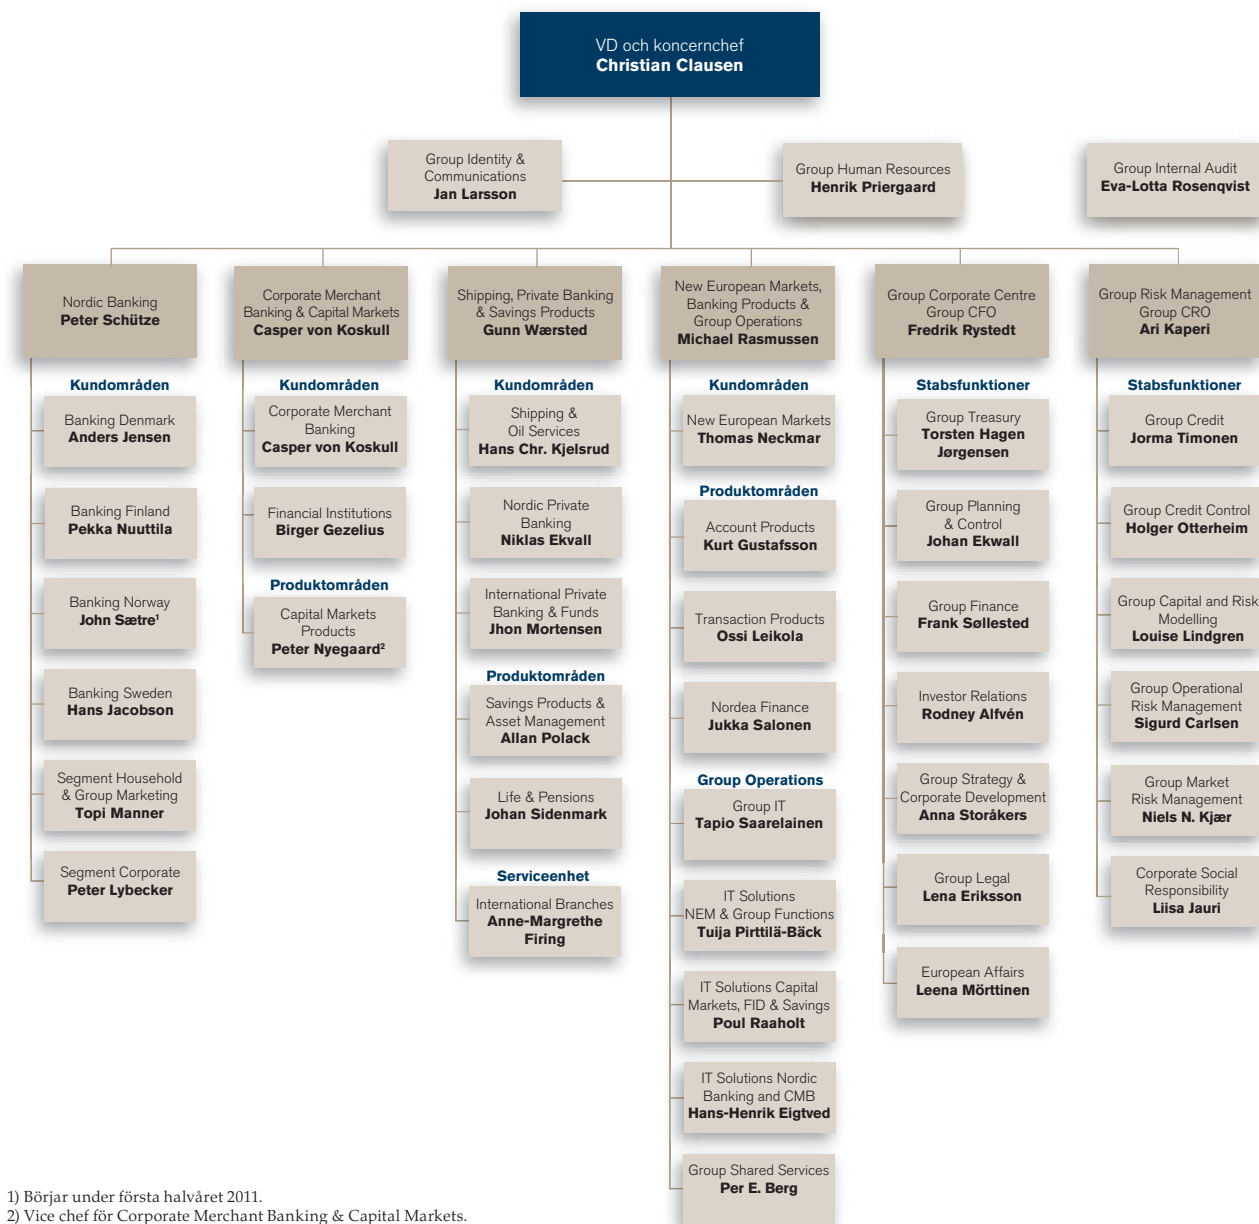 VD och koncernchef
Christian Clausen
Group Identity &
Communications
Jan Larsson
Group Human Resources
Henrik Priergaard
Group Internal Audit
Eva-Lotta Rosenqvist
Nordic Banking
Peter Schütze
Kundområden
Banking Denmark
Anders Jensen
Banking Finland
Pekka Nuuttila
Banking Norway
John Sætre¹
Banking Sweden
Hans Jacobson
Segment Household
& Group Marketing
Topi Manner
Segment Corporate
Peter Lybecker
Corporate Merchant
Banking & Capital Markets
Casper von Koskull
Kundområden
Corporate Merchant
Banking
Casper von Koskull
Financial Institutions
Birger Gezelius
Produktområden
Capital Markets
Products
Peter Nyegaard²
Shipping, Private Banking
& Savings Products
Gunn Wærsted
Kundområden
Shipping &
Oil Services
Hans Chr. Kjelsrud
Nordic Private
Banking
Niklas Ekvall
International Private
Banking & Funds
Jhon Mortensen
Produktområden
Savings Products &
Asset Management
Allan Polack
Life & Pensions
Johan Sidenmark
Serviceenhet
International Branches
Anne-Margrethe
Firing
New European Markets,
Banking Products &
Group Operations
Michael Rasmussen
Kundområden
New European Markets
Thomas Neckmar
Produktområden
Account Products
Kurt Gustafsson
Transaction Products
Ossi Leikola
Nordea Finance
Jukka Salonen
Group Operations
Group IT
Tapio Saarelainen
IT Solutions
NEM & Group Functions
Tuija Pirttilä-Bäck
IT Solutions Capital
Markets, FID & Savings
Poul Raaholt
IT Solutions Nordic
Banking and CMB
Hans-Henrik Eigtved
Group Shared Services
Per E. Berg
Group Corporate Centre
Group CFO
Fredrik Rystedt
Stabsfunktioner
Group Treasury
Torsten Hagen
Jørgensen
Group Planning
& Control
Johan Ekwall
Group Finance
Frank Søllested
Investor Relations
Rodney Alfvén
Group Strategy &
Corporate Development
Anna Storåkers
Group Legal
Lena Eriksson
European Affairs
Leena Mörttinen
Group Risk Management
Group CRO
Ari Kaperi
Stabsfunktioner
Group Credit
Jorma Timonen
Group Credit Control
Holger Otterheim
Group Capital and Risk
Modelling
Louise Lindgren
Group Operational
Risk Management
Sigurd Carlsen
Group Market
Risk Management
Niels N. Kjær
Corporate Social
Responsibility
Liisa Jauri
1) Börjar under första halvåret 2011.
2) Vice chef för Corporate Merchant Banking & Capital Markets.